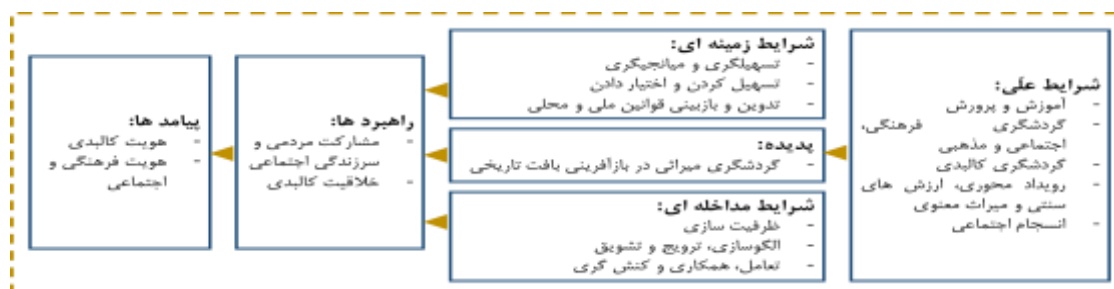 شرایط علّی:
- آموزش و پرورش
- گردشگری فرهنگی،
اجتماعی و مذهبی
- گردشگری کالبدی
- رویداد محوری، ارزش های
سنتی و میراث معنوی
- انسجام اجتماعی
شرایط زمینه ای:
- تسهیلگری و میانجیگری
- تسهیل کردن و اختیار دادن
- تدوین و بازبینی قوانین ملی و محلی
پدیده:
- گردشگری میراثی در بازآفرینی بافت تاریخی
شرایط مداخله ای:
- ظرفیت سازی
- الگوسازی، ترویج و تشویق
- تعامل، همکاری و کنش گری
راهبرد ها:
- مشارکت مردمی و
سرزندگی اجتماعی
- خلاقیت کالبدی
پیامد ها:
- هویت کالبدی
- هویت فرهنگی و
اجتماعی